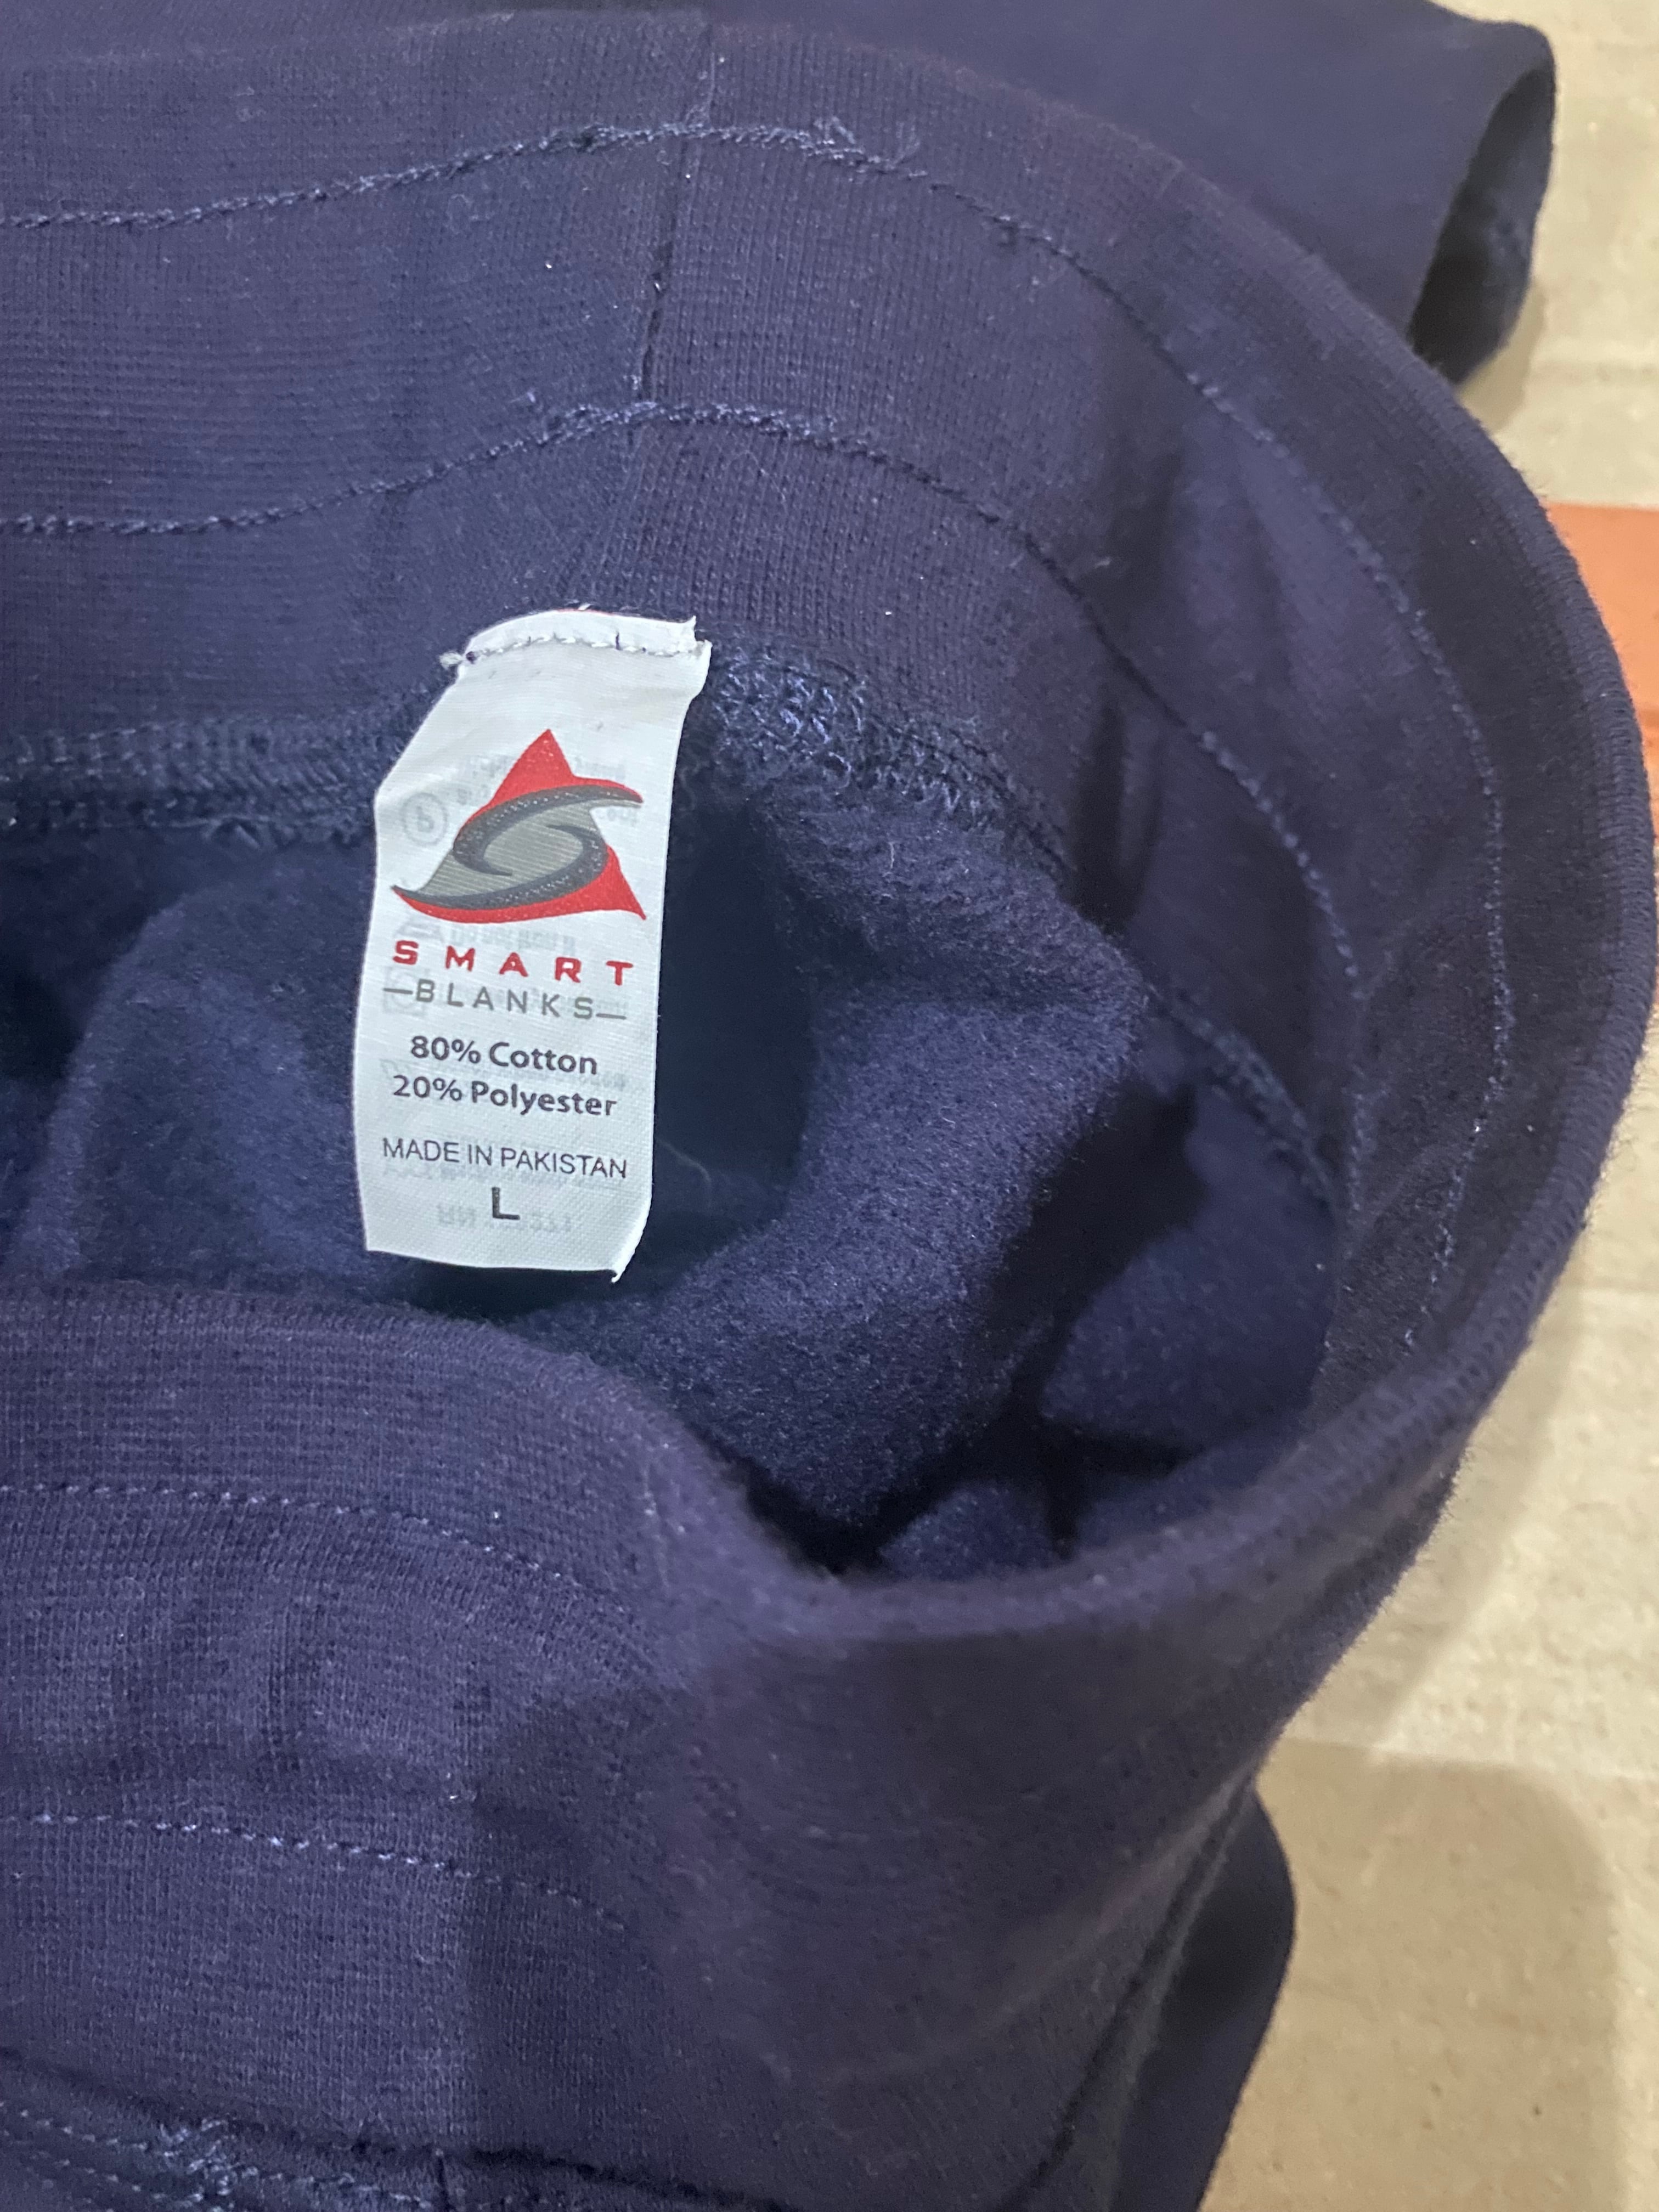 SMART
—BLANKS—
80% Cotton
20% Polyester
MADE IN PAKISTAN
L